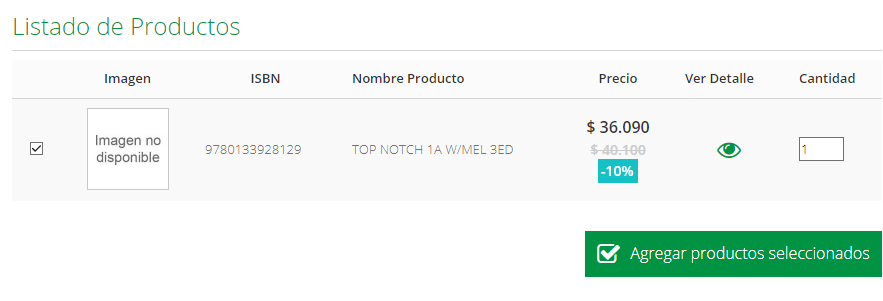 Listado de Productos
Imagen ISBN Nombre Producto Precio Ver Detalle Cantidad
Imagen no
disponible
9780133928129 TOP NOTCH 1A W/MEL 3ED
$ 36.090
$ 40.100
-10%
1
Agregar productos seleccionados